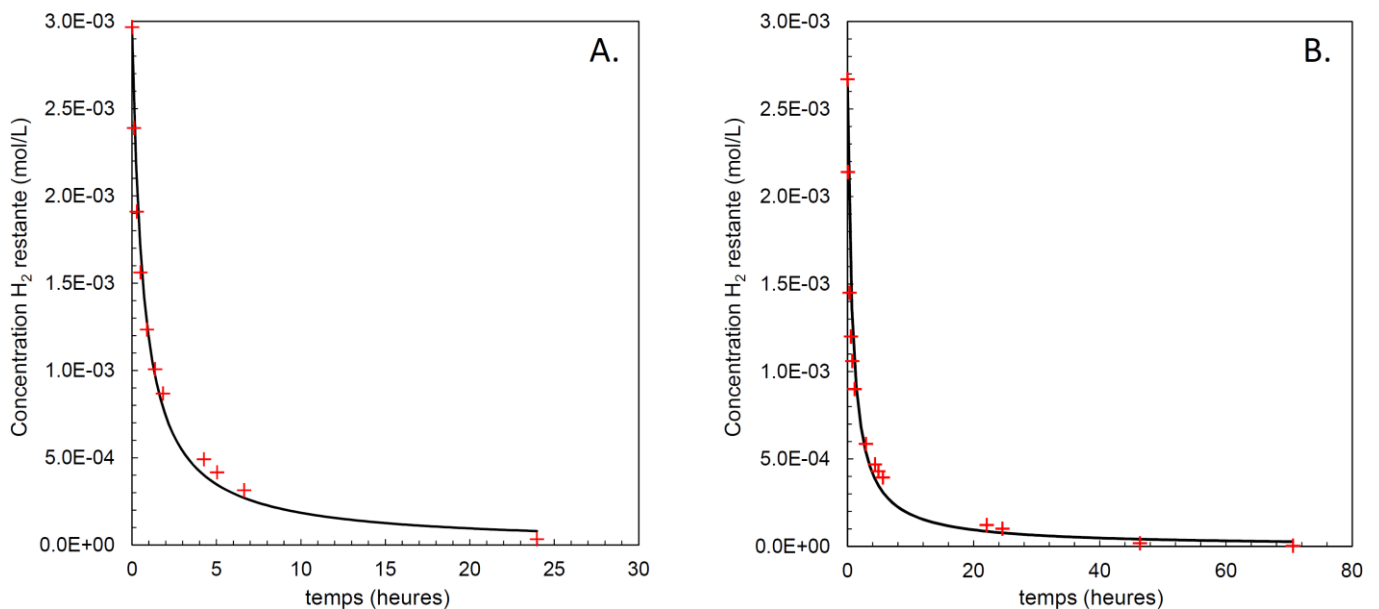 A.
Concentration H₂ restante (mol/L)
3.0E-03
2.5E-03
2.0E-03
1.5E-03
1.0E-03
5.0E-04
0.0E+00
0
5
10
15
20
25
30
temps (heures)
B.
Concentration H₂ restante (mol/L)
3.0E-03
2.5E-03
2.0E-03
1.5E-03
1.0E-03
5.0E-04
0.0E+00
0
20
40
60
80
temps (heures)